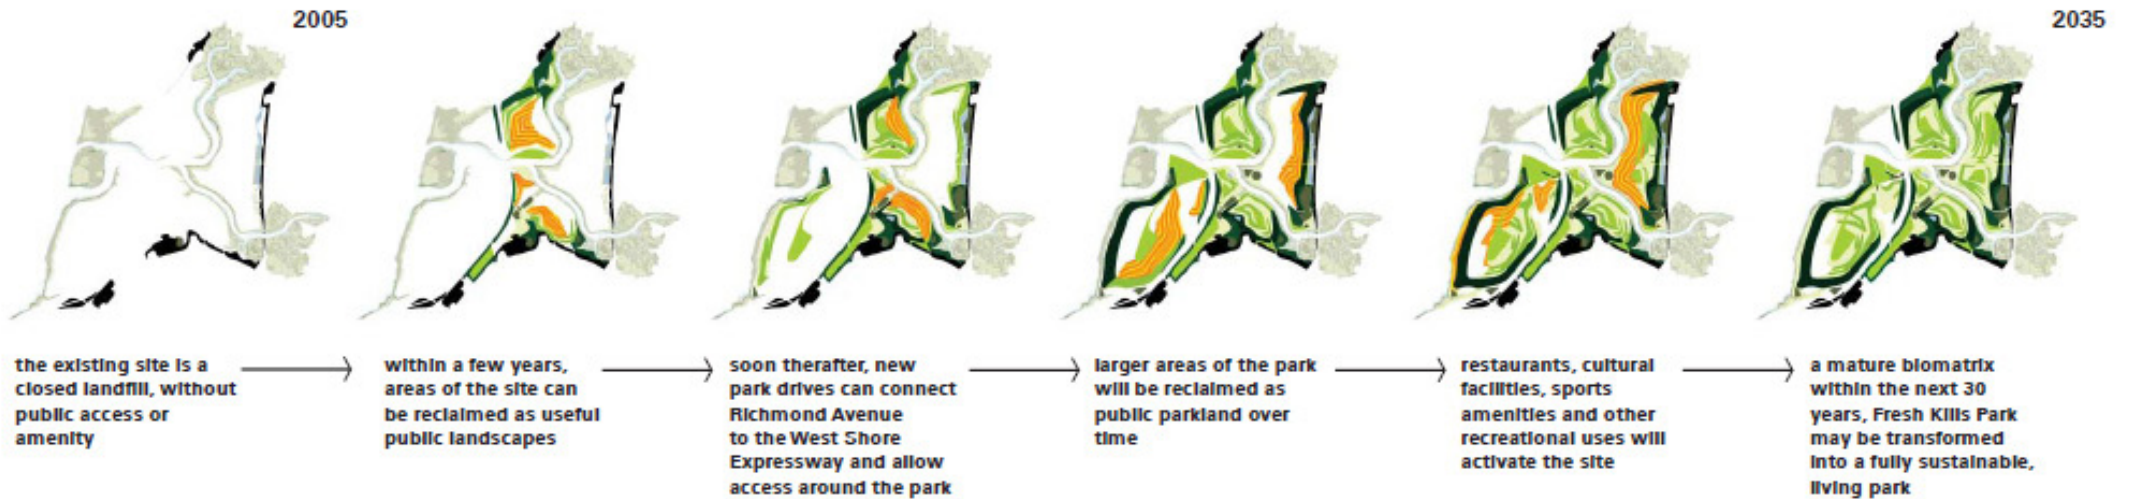 2005
2035
the existing site is a
closed landfill, without
public access or
amenity
within a few years,
areas of the site can
be reclaimed as useful
public landscapes
soon therafter, new
park drives can connect
Richmond Avenue
to the West Shore
Expressway and allow
access around the park
larger areas of the park
will be reclaimed as
public parkland over
time
restaurants, cultural
facilities, sports
amenities and other
recreational uses will
activate the site
a mature biomatrix
within the next 30
years, Fresh Kills Park
may be transformed
into a fully sustainable,
living park